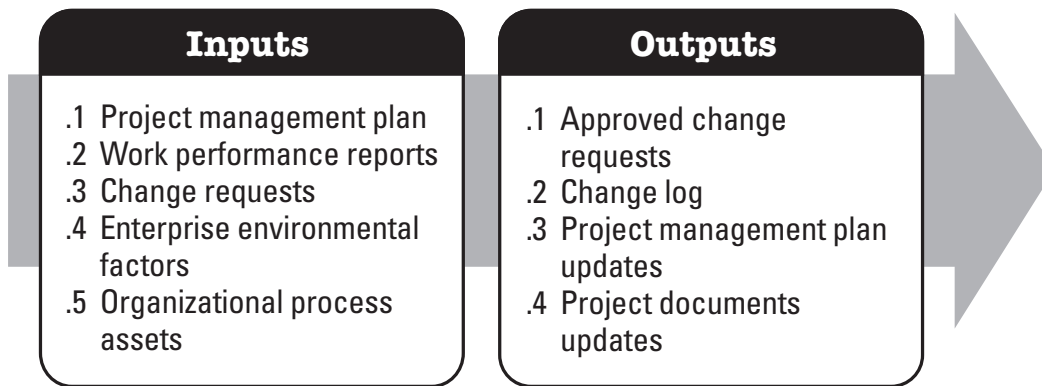 Inputs
.1 Project management plan
.2 Work performance reports
.3 Change requests
.4 Enterprise environmental
factors
.5 Organizational process
assets
Outputs
.1 Approved change
requests
.2 Change log
.3 Project management plan
updates
.4 Project documents
updates